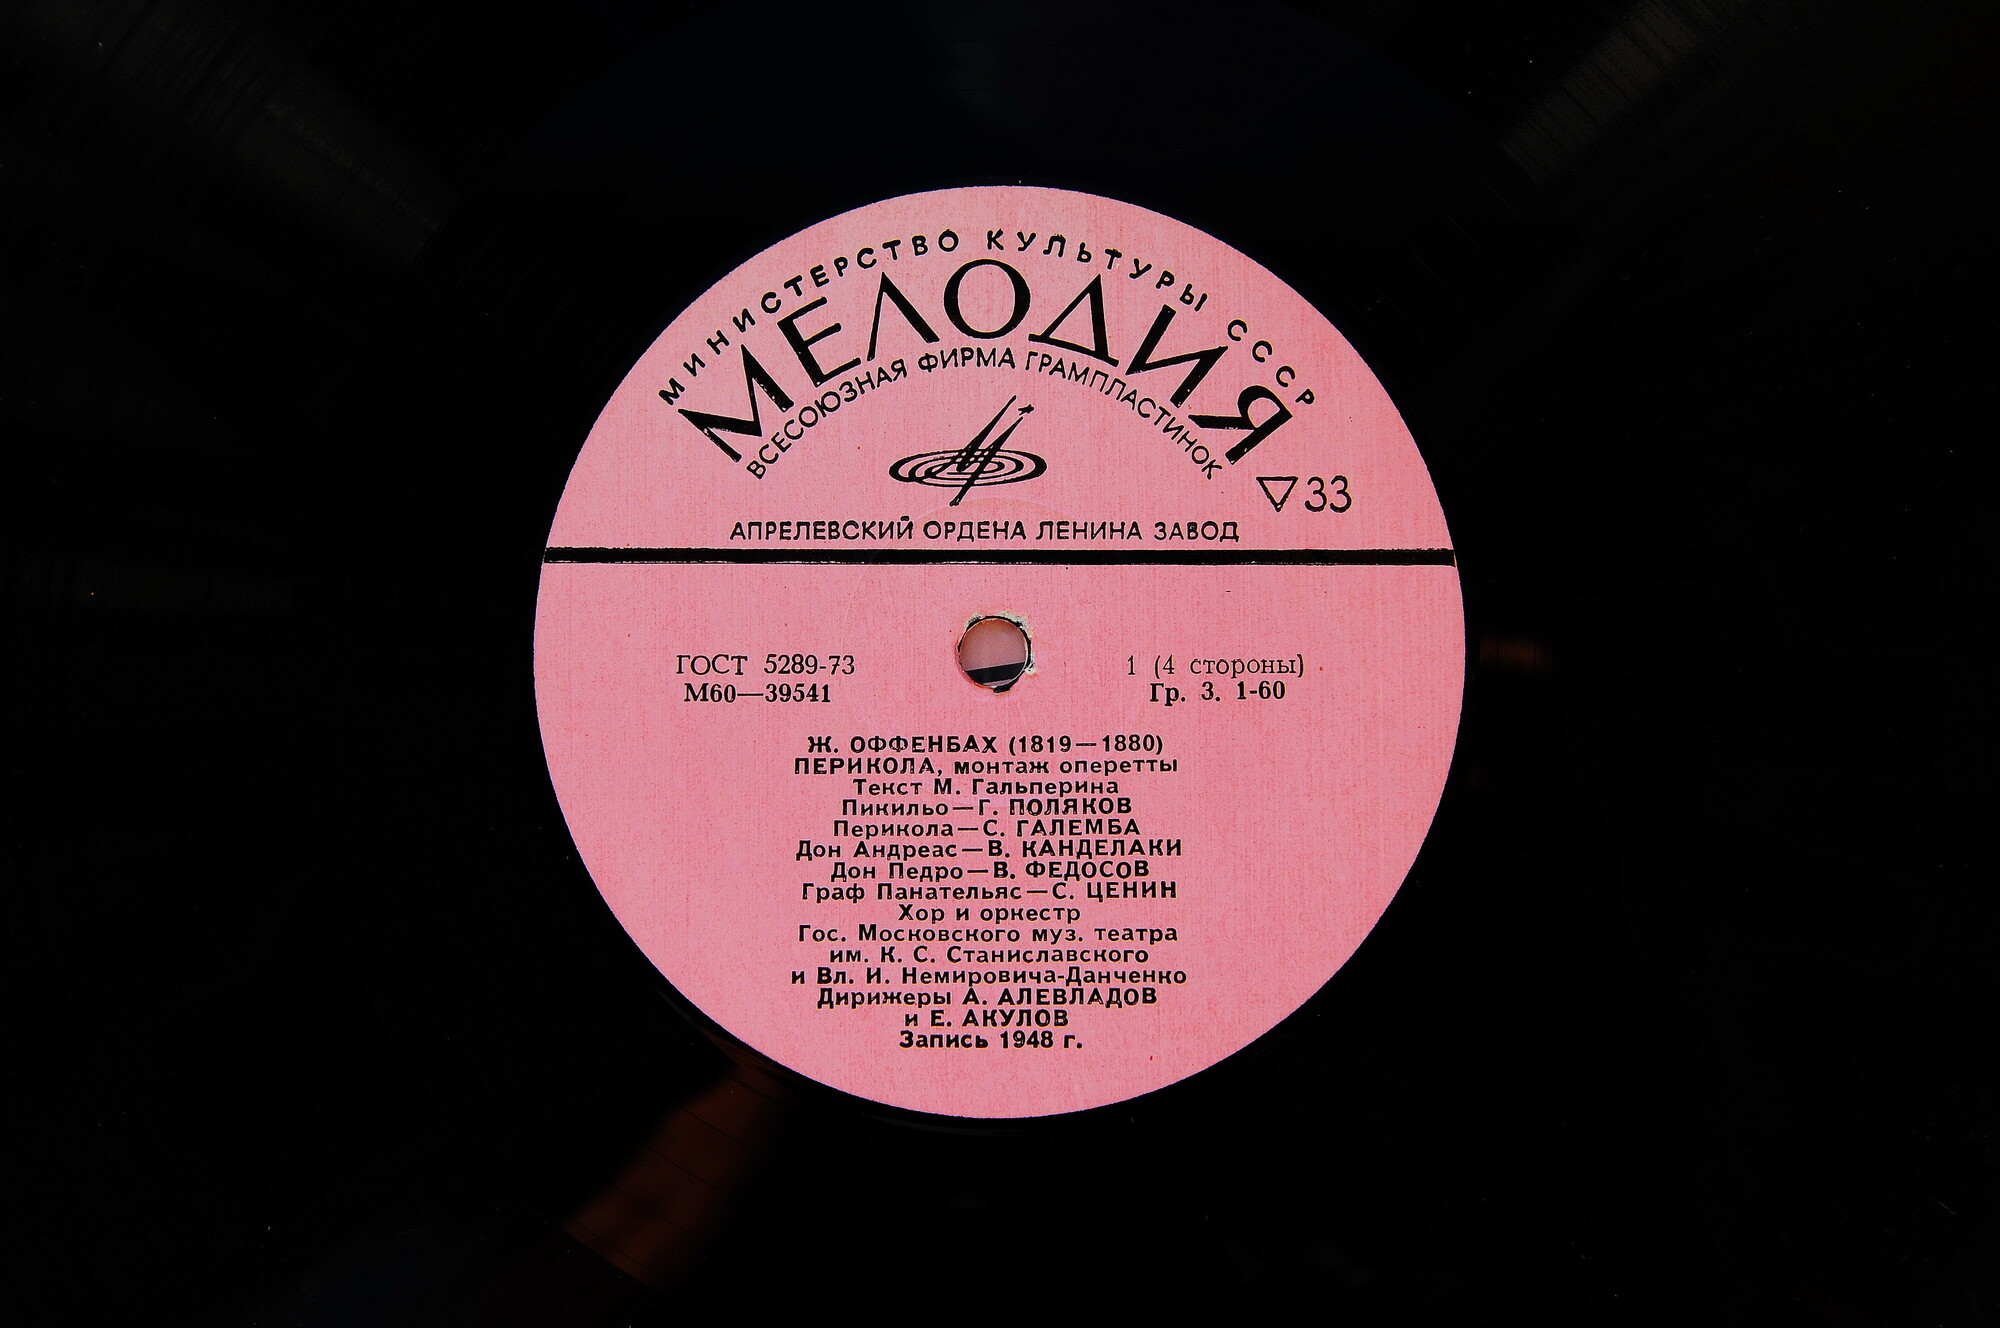 МИНИСТЕРСТВО КУЛЬТУРЫ СССР
МЕЛОДИЯ
ВСЕСОЮЗНАЯ ФИРМА ГРАМПЛАСТИНОК
▽33
АПРЕЛЕВСКИЙ ОРДЕНА ЛЕНИНА ЗАВОД
ГОСТ 5289-73
М60—39541
1 (4 стороны)
Гр. 3. 1-60
Ж. ОФФЕНБАХ (1819—1880)
ПЕРИКОЛА, монтаж оперетты
Текст М. Гальперина
Пикильо—Г. ПОЛЯКОВ
Перикола—С. ГАЛЕМБА
Дон Андреас—В. КАНДЕЛАКИ
Дон Педро—В. ФЕДОСОВ
Граф Панательяс—С. ЦЕНИН
Хор и оркестр
Гос. Московского муз. театра
им. К. С. Станиславского
и Вл. И. Немировича-Данченко
Дирижеры А. АЛЕВЛАДОВ
и Е. АКУЛОВ
Запись 1948 г.